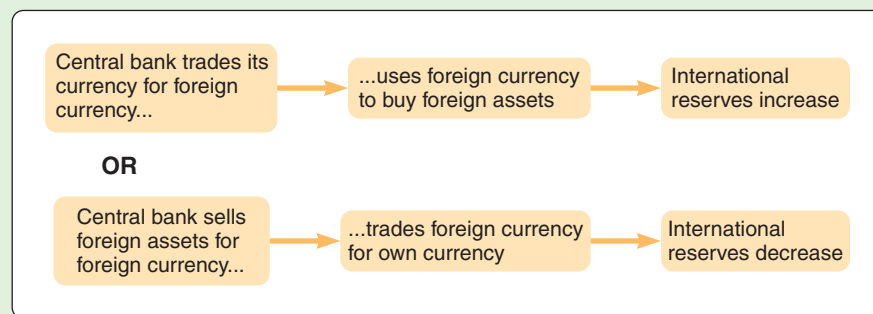 Central bank trades its
currency for foreign
currency...
...uses foreign currency
to buy foreign assets
International
reserves increase
OR
Central bank sells
foreign assets for
foreign currency...
...trades foreign currency
for own currency
International
reserves decrease